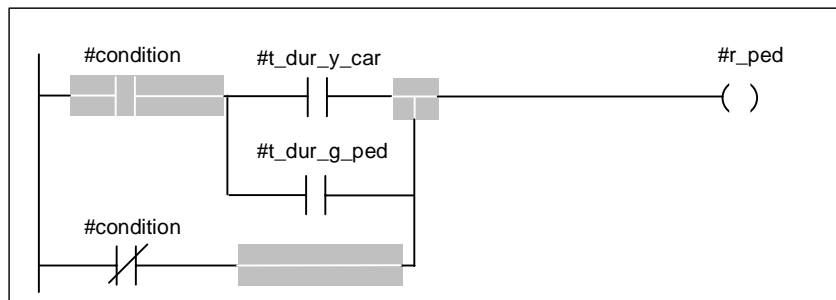 #condition
#t_dur_y_car
#r_ped
#t_dur_g_ped
#condition